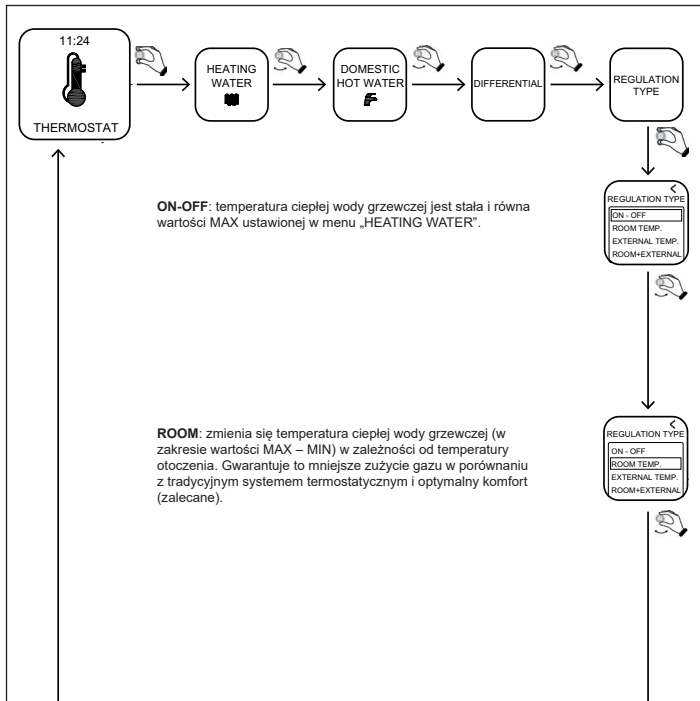 11:24
THERMOSTAT
HEATING
WATER
DOMESTIC
HOT WATER
DIFFERENTIAL
REGULATION
TYPE
ON-OFF: temperatura ciepłej wody grzewczej jest stała i równa
wartości MAX ustawionej w menu „HEATING WATER”.
<
REGULATION TYPE
ON - OFF
ROOM TEMP.
EXTERNAL TEMP.
ROOM+EXTERNAL
ROOM: zmienia się temperatura ciepłej wody grzewczej (w
zakresie wartości MAX – MIN) w zależności od temperatury
otoczenia. Gwarantuje to mniejsze zużycie gazu w porównaniu
z tradycyjnym systemem termostatycznym i optymalny komfort
(zalecane).
<
REGULATION TYPE
ON - OFF
ROOM TEMP.
EXTERNAL TEMP.
ROOM+EXTERNAL